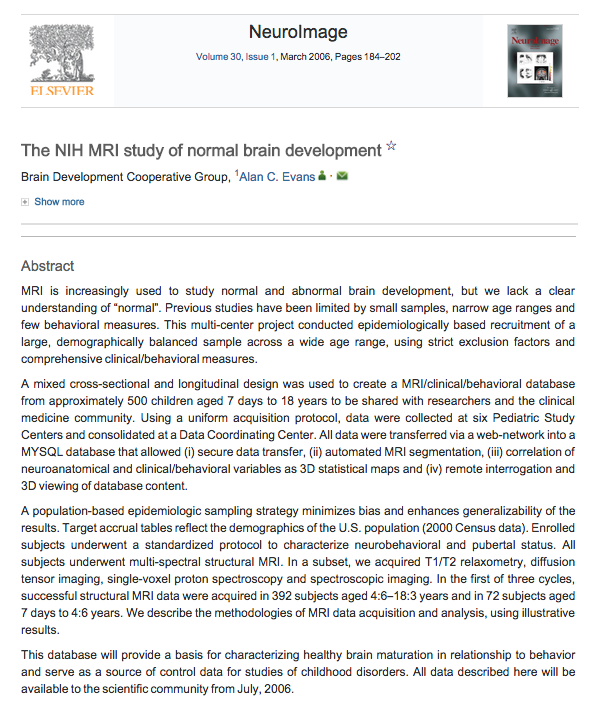 NeuroImage
Volume 30, Issue 1, March 2006, Pages 184–202
ELSEVIER
NeuroImage
The NIH MRI study of normal brain development ☆
Brain Development Cooperative Group, ¹Alan C. Evans
Show more
Abstract
MRI is increasingly used to study normal and abnormal brain development, but we lack a clear
understanding of “normal”. Previous studies have been limited by small samples, narrow age ranges and
few behavioral measures. This multi-center project conducted epidemiologically based recruitment of a
large, demographically balanced sample across a wide age range, using strict exclusion factors and
comprehensive clinical/behavioral measures.
A mixed cross-sectional and longitudinal design was used to create a MRI/clinical/behavioral database
from approximately 500 children aged 7 days to 18 years to be shared with researchers and the clinical
medicine community. Using a uniform acquisition protocol, data were collected at six Pediatric Study
Centers and consolidated at a Data Coordinating Center. All data were transferred via a web-network into a
MYSQL database that allowed (i) secure data transfer, (ii) automated MRI segmentation, (iii) correlation of
neuroanatomical and clinical/behavioral variables as 3D statistical maps and (iv) remote interrogation and
3D viewing of database content.
A population-based epidemiologic sampling strategy minimizes bias and enhances generalizability of the
results. Target accrual tables reflect the demographics of the U.S. population (2000 Census data). Enrolled
subjects underwent a standardized protocol to characterize neurobehavioral and pubertal status. All
subjects underwent multi-spectral structural MRI. In a subset, we acquired T1/T2 relaxometry, diffusion
tensor imaging, single-voxel proton spectroscopy and spectroscopic imaging. In the first of three cycles,
successful structural MRI data were acquired in 392 subjects aged 4:6–18:3 years and in 72 subjects aged
7 days to 4:6 years. We describe the methodologies of MRI data acquisition and analysis, using illustrative
results.
This database will provide a basis for characterizing healthy brain maturation in relationship to behavior
and serve as a source of control data for studies of childhood disorders. All data described here will be
available to the scientific community from July, 2006.